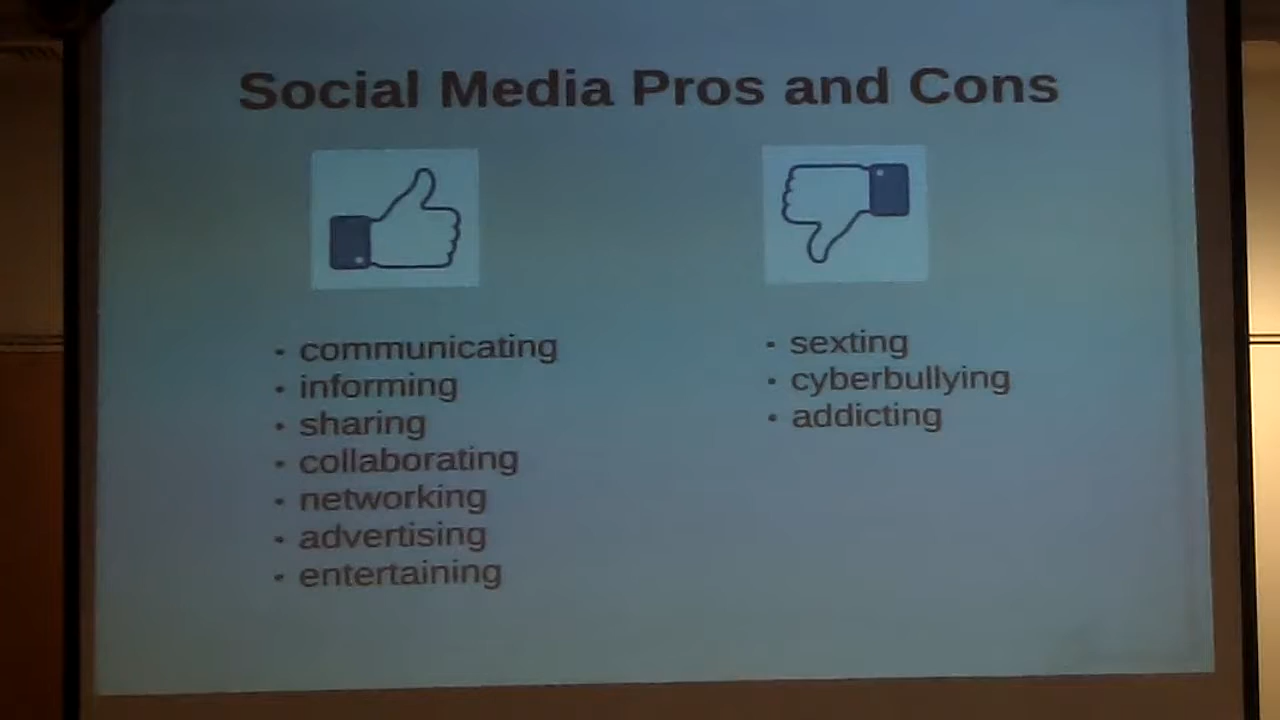 Social Media Pros and Cons
• communicating
• informing
• sharing
• collaborating
• networking
• advertising
• entertaining
• sexting
• cyberbullying
• addicting